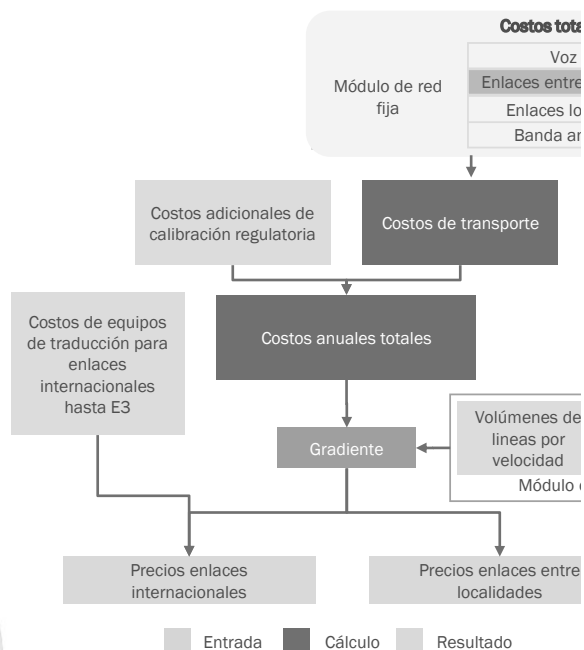 Costos tota
Voz
Módulo de red
fija
Enlaces entre
Enlaces lo
Banda an
Costos adicionales de
calibración regulatoria
Costos de transporte
Costos de equipos
de traducción para
enlaces
internacionales
hasta E3
Costos anuales totales
Volúmenes de
lineas por
velocidad
Gradiente
Módulo
Precios enlaces
internacionales
Precios enlaces entre
localidades
Entrada
Cálculo
Resultado